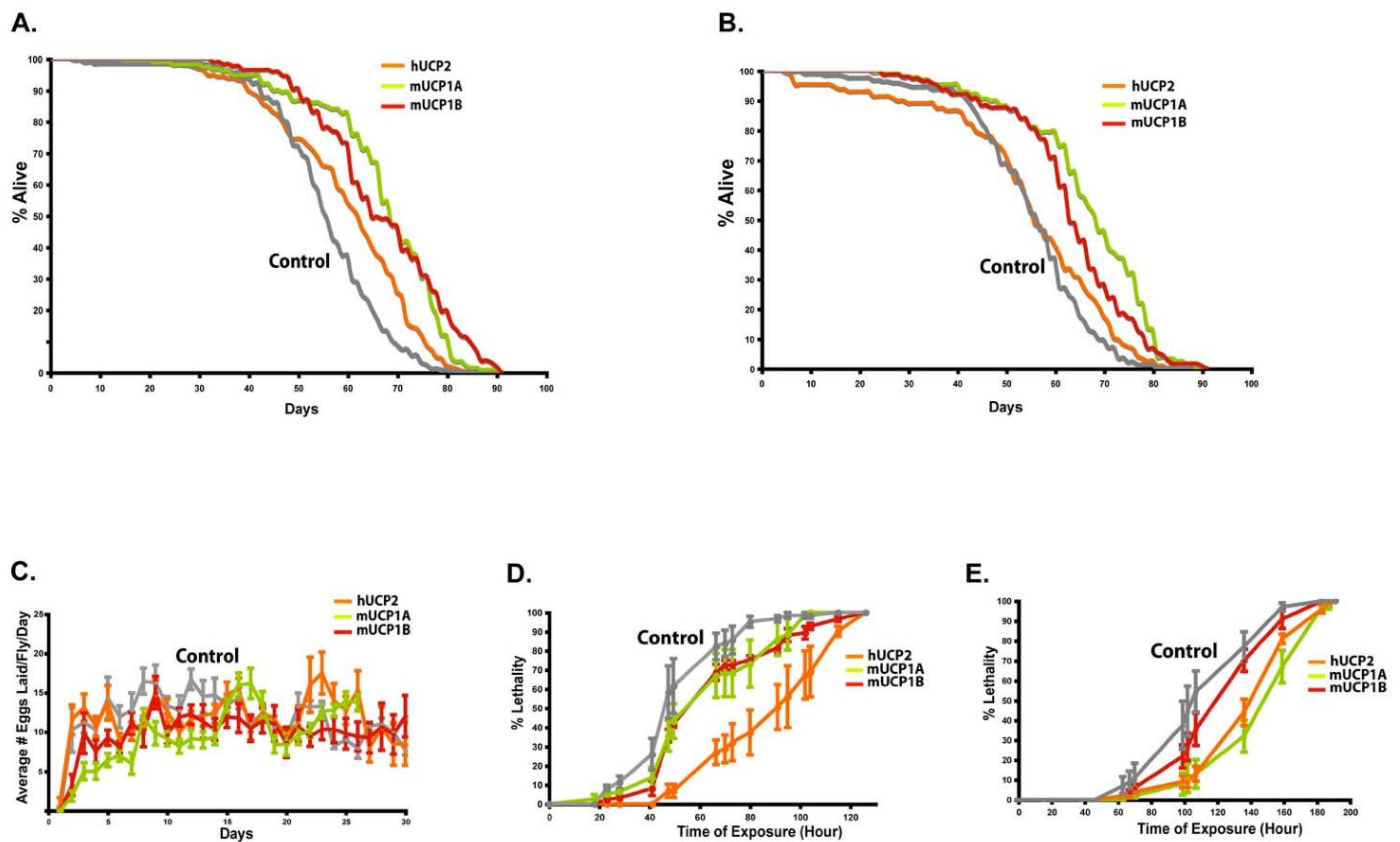 A.
100
90
80
70
60
50
40
30
20
10
0
% Alive
0 10 20 30 40 50 60 70 80 90 100
Days
hUCP2
mUCP1A
mUCP1B
Control
B.
100
90
80
70
60
50
40
30
20
10
0
% Alive
0 10 20 30 40 50 60 70 80 90 100
Days
hUCP2
mUCP1A
mUCP1B
Control
C.
25
20
15
10
5
Average # Eggs Laid/Fly/Day
0 5 10 15 20 25 30
Days
hUCP2
mUCP1A
mUCP1B
Control
D.
100
90
80
70
60
50
40
30
20
10
0
% Lethality
0 20 40 60 80 100 120
Time of Exposure (Hour)
hUCP2
mUCP1A
mUCP1B
Control
E.
100
90
80
70
60
50
40
30
20
10
0
% Lethality
0 20 40 60 80 100 120 140 160 180 200
Time of Exposure (Hour)
hUCP2
mUCP1A
mUCP1B
Control